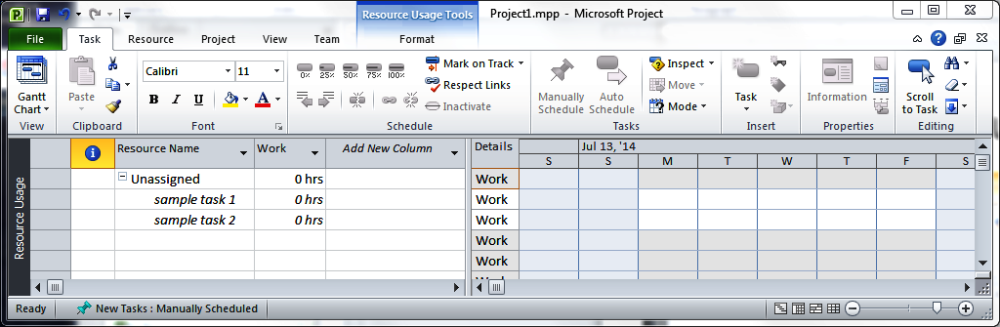 Resource Usage Tools Project1.mpp - Microsoft Project
File Task Resource Project View Team Format
Calibri 11
0% 25% 50% 75% 100%
Mark on Track
Respect Links
Inactivate
Gantt Chart
Paste
B I U A
Manually Schedule
Auto Schedule
Inspect
Move
Mode
Task
Information
Scroll to Task
View Clipboard Font Schedule Tasks Insert Properties Editing
Resource Usage
Resource Name Work Add New Column Details Jul 13, '14
S S M T W T F S
Unassigned 0 hrs Work
sample task 1 0 hrs Work
sample task 2 0 hrs Work
Work
Work
Ready New Tasks : Manually Scheduled